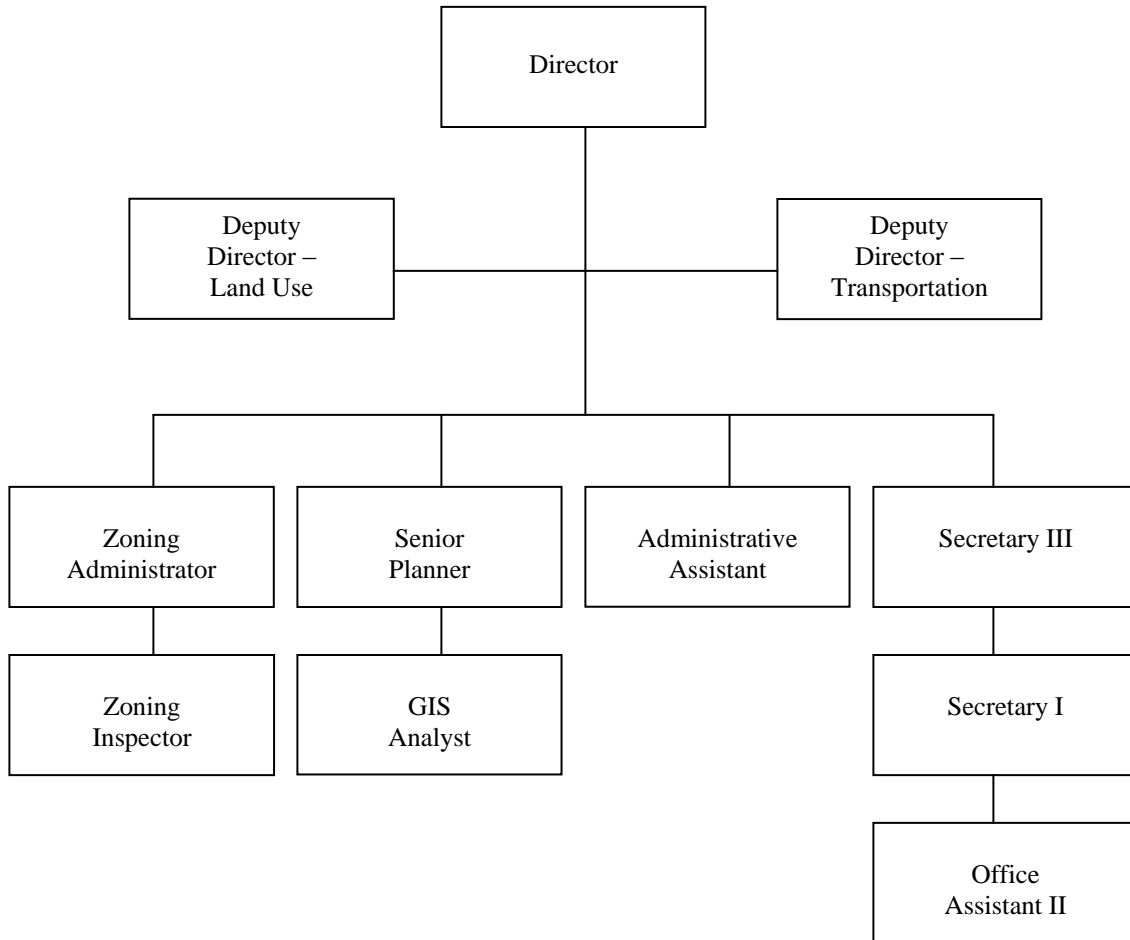 Director
Deputy
Director –
Land Use
Deputy
Director –
Transportation
Zoning
Administrator
Senior
Planner
Administrative
Assistant
Secretary III
Zoning
Inspector
GIS
Analyst
Secretary I
Office
Assistant II